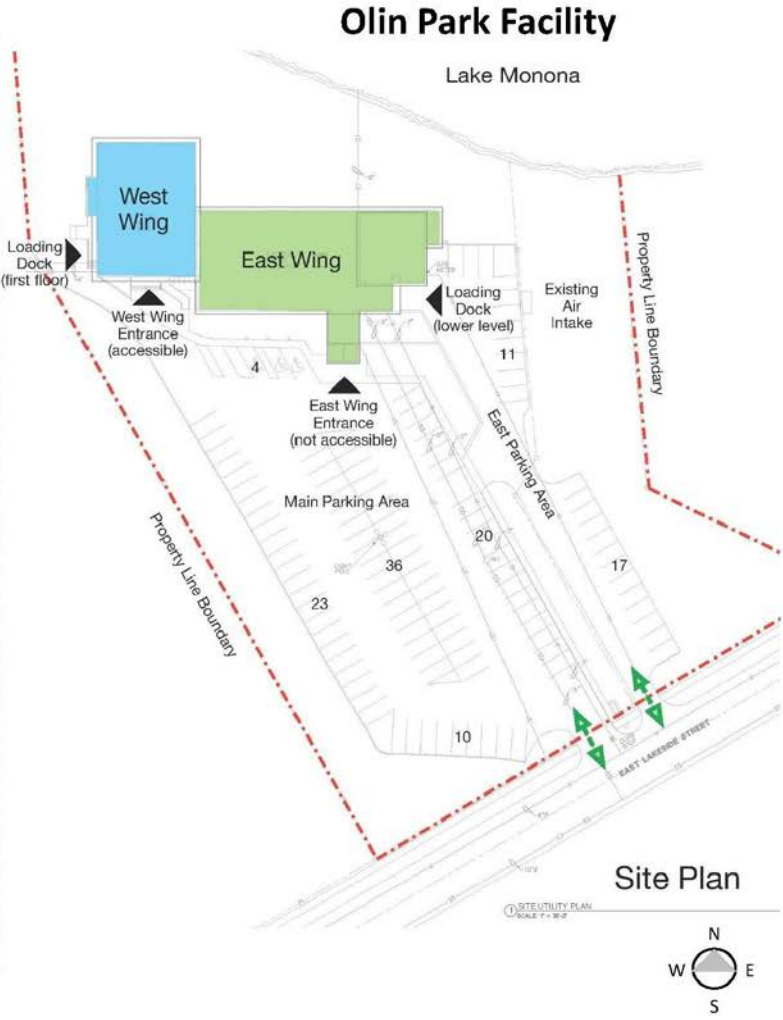 Olin Park Facility
Lake Monona
West
Wing
East Wing
Loading
Dock
(first floor)
West Wing
Entrance
(accessible)
Loading
Dock
(lower level)
Existing
Air
Intake
Property Line Boundary
4
11
East Wing
Entrance
(not accessible)
East Parking Area
Main Parking Area
20
36
17
23
Property Line Boundary
10
EAST LAKESIDE STREET
Site Plan
1 SITE UTILITY PLAN
N
W E
S